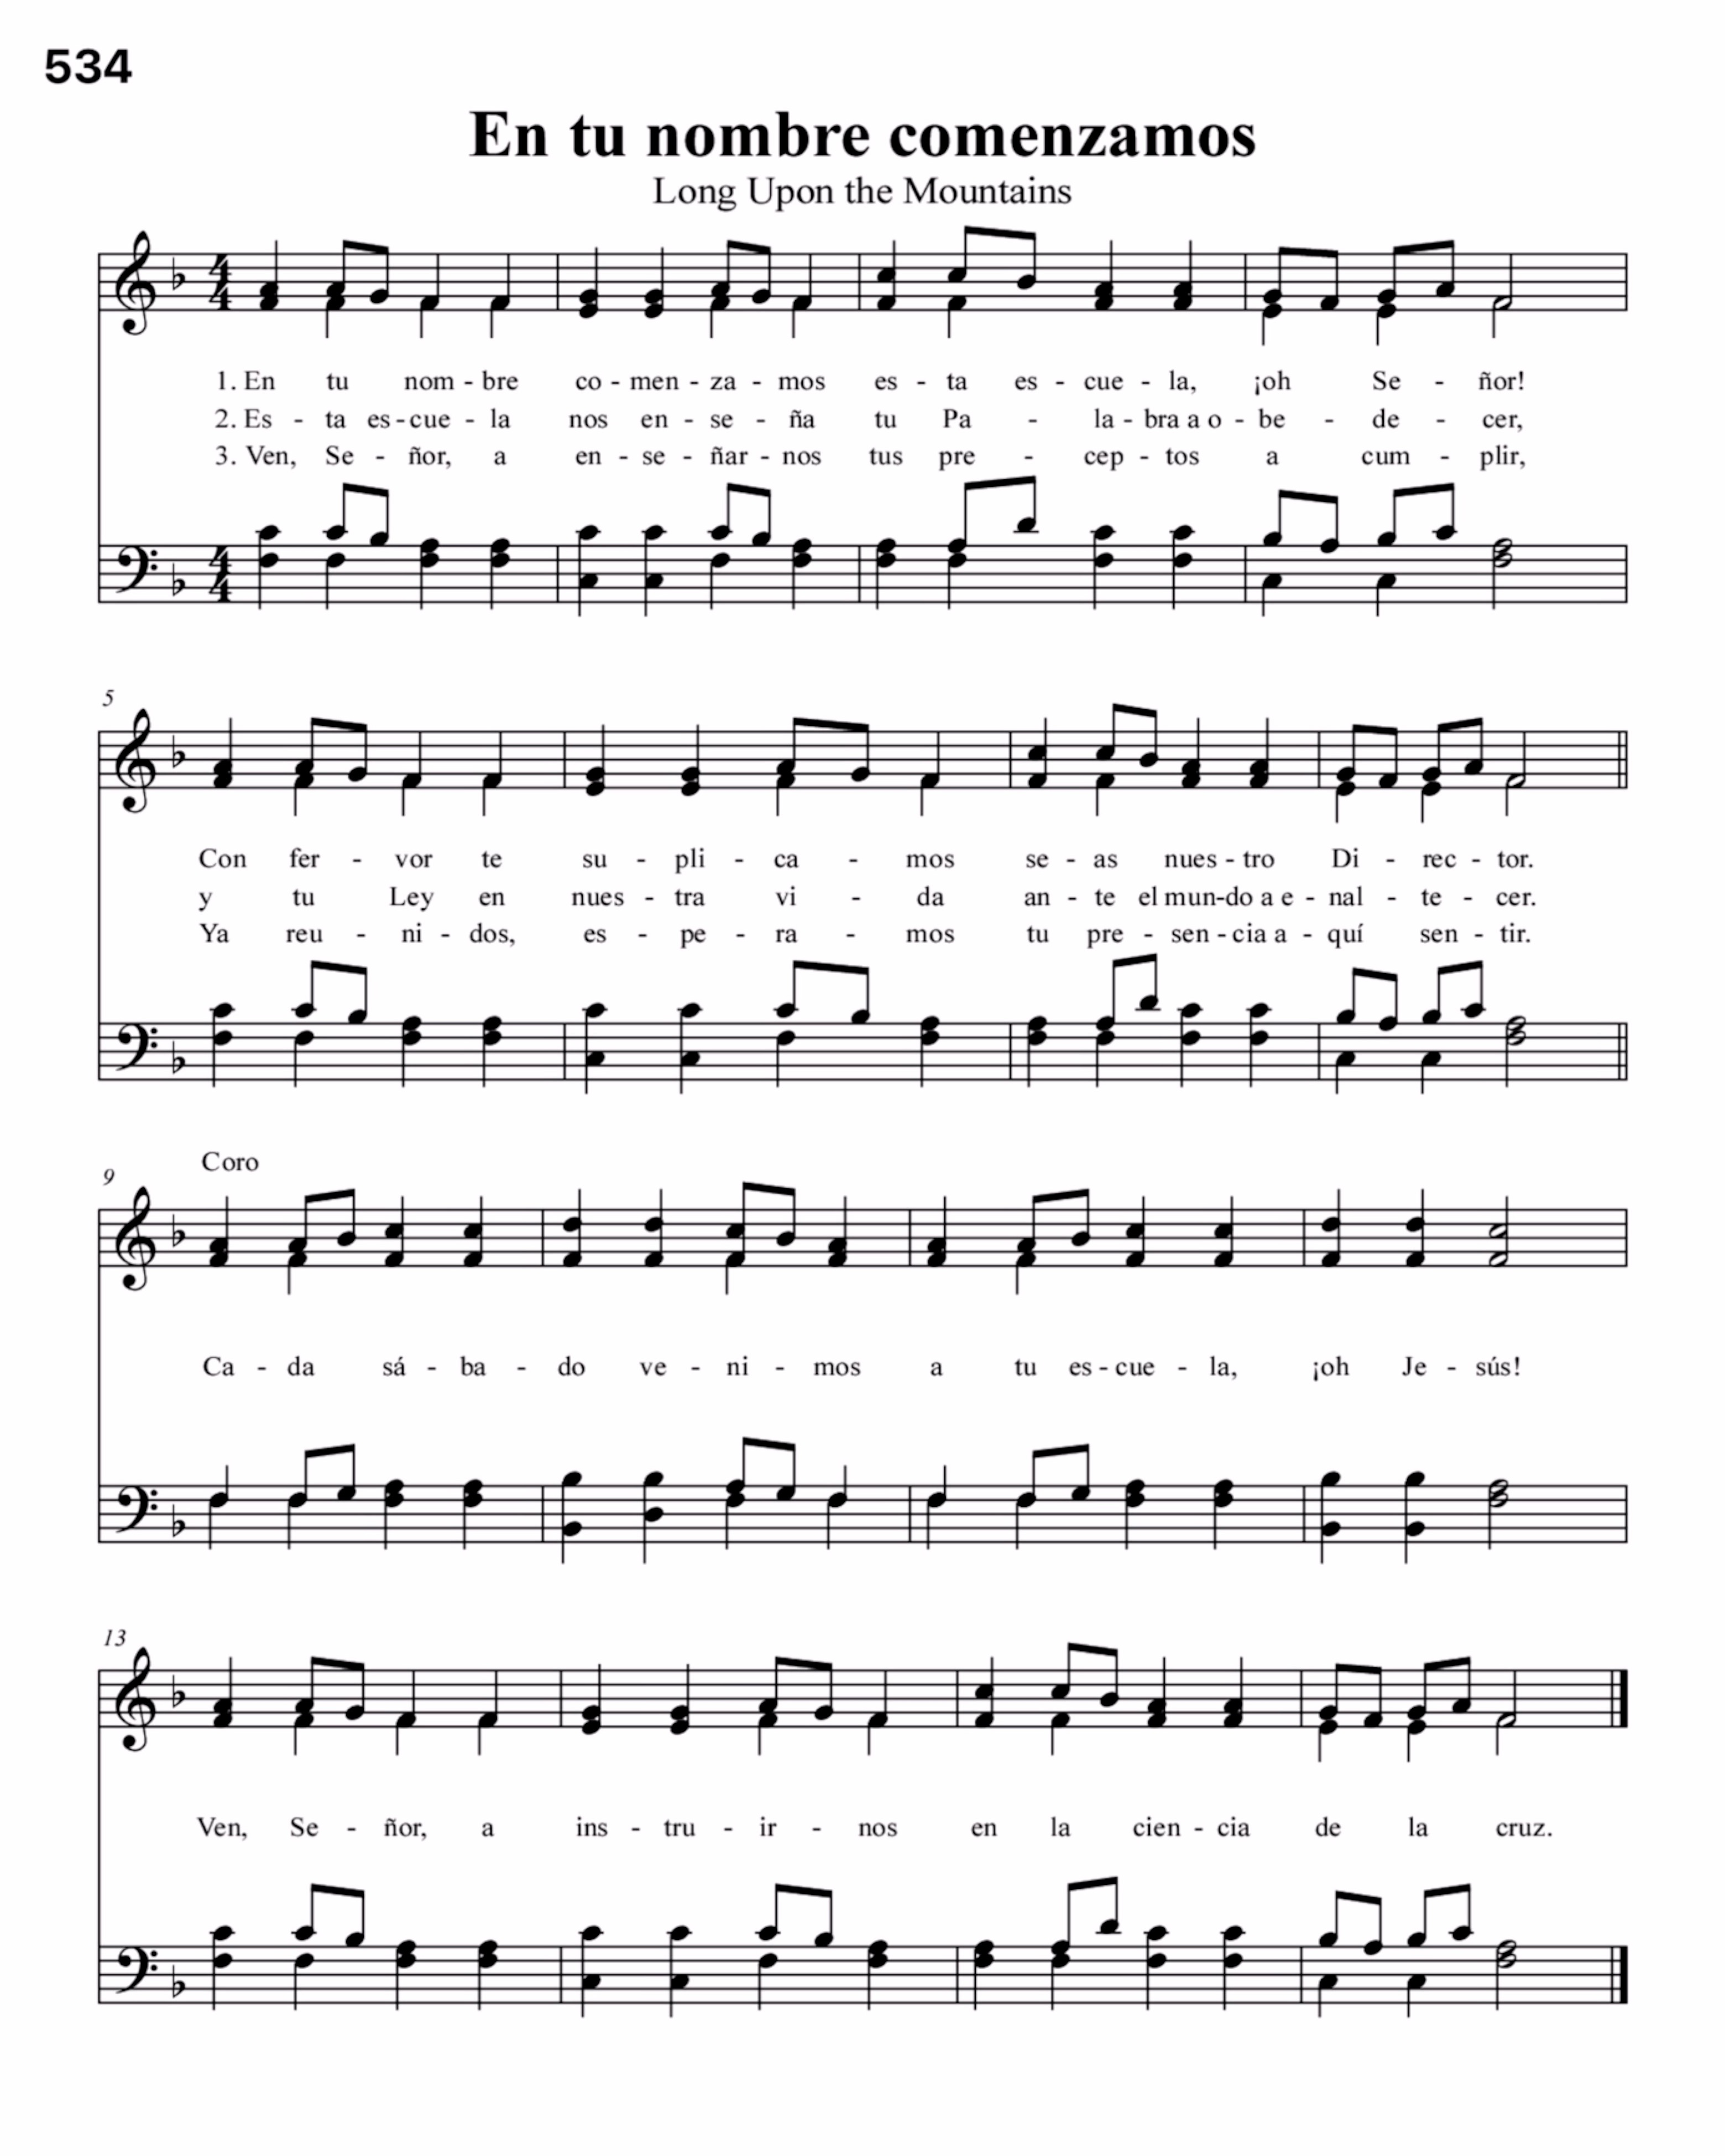 534
En tu nombre comenzamos
Long Upon the Mountains
4 4
1. En tu nom - bre co - men - za - mos es - ta es - cue - la, ¡oh Se - ñor!
2. Es - ta es - cue - la nos en - se - ña tu Pa - la - bra a o - be - de - cer,
3. Ven, Se - ñor, a en - se - ñar - nos tus pre - cep - tos a cum - plir,
4 4
5
Con fer - vor te su - pli - ca - mos se - as nues - tro Di - rec - tor.
y tu Ley en nues - tra vi - da an - te el mun - do a e - nal - te - cer.
Ya reu - ni - dos, es - pe - ra - mos tu pre - sen - cia a - quí sen - tir.
Coro
9
Ca - da sá - ba - do ve - ni - mos a tu es - cue - la, ¡oh Je - sús!
13
Ven, Se - ñor, a ins - tru - ir - nos en la cien - cia de la cruz.